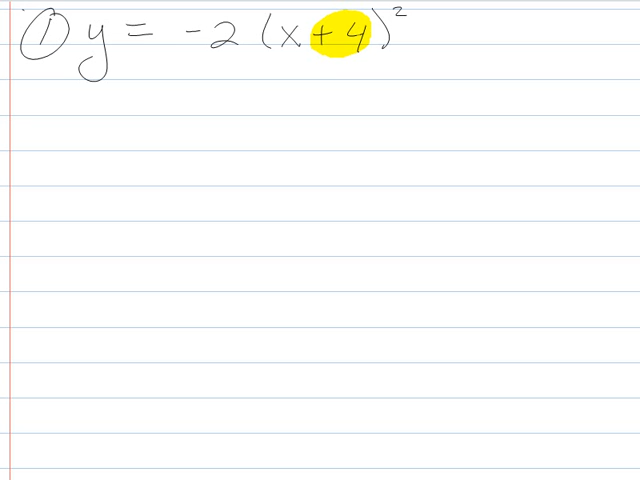 ① y = -2 (x + 4)²